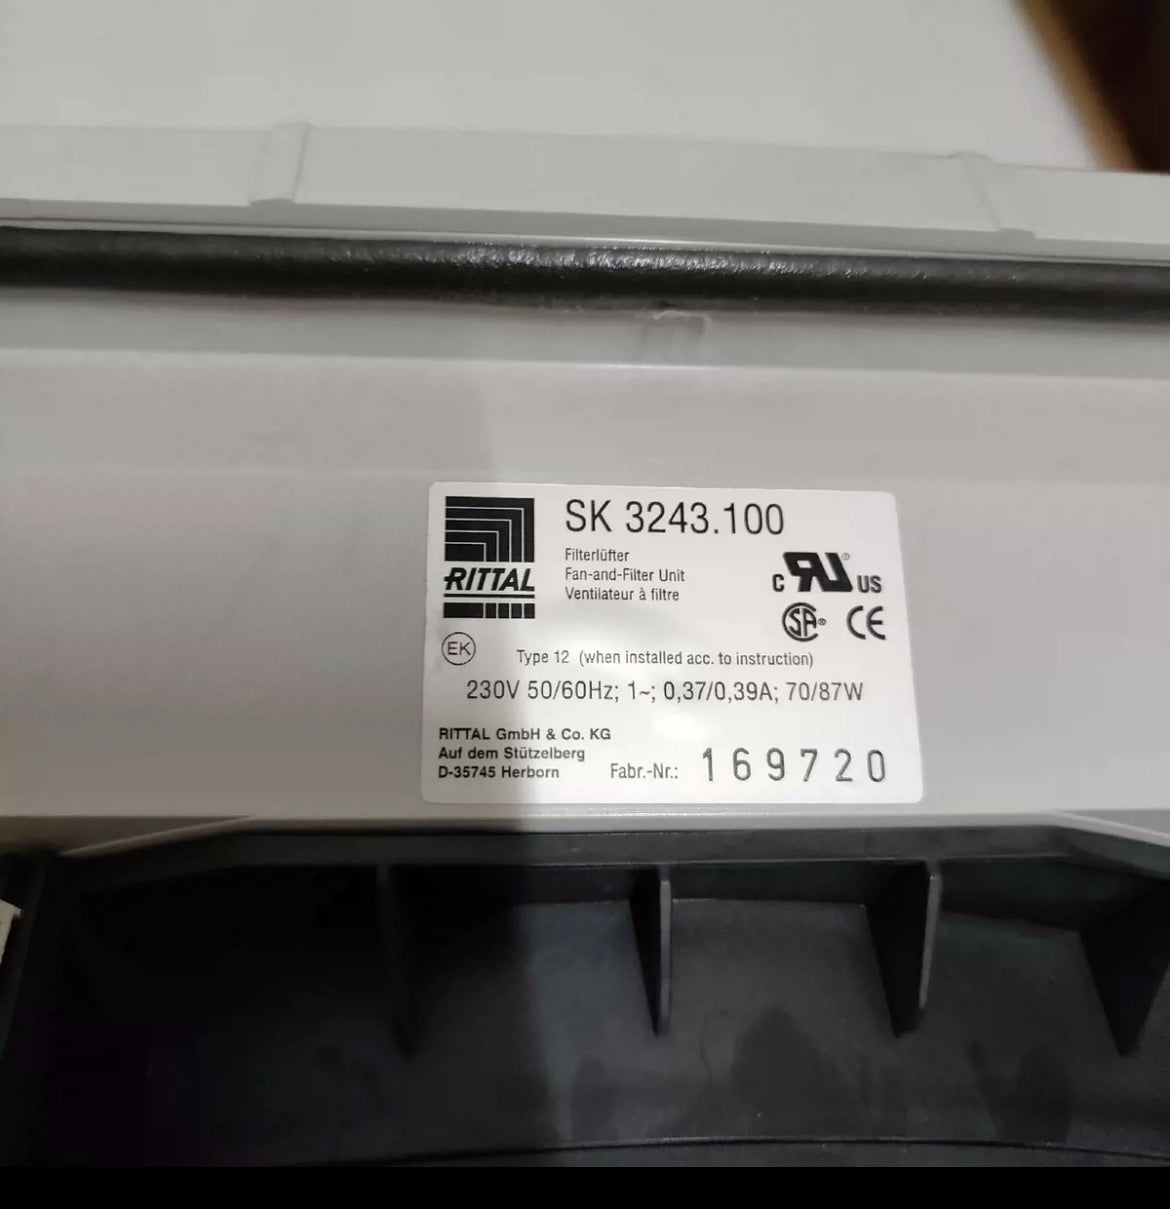 SK 3243.100
RITTAL
Filterlüfter
Fan-and-Filter Unit
Ventilateur à filtre
C RU® US
SA® CE
EK
Type 12 (when installed acc. to instruction)
230V 50/60Hz; 1~; 0,37/0,39A; 70/87W
RITTAL GmbH & Co. KG
Auf dem Stützelberg
D-35745 Herborn
Fabr.-Nr.: 169720